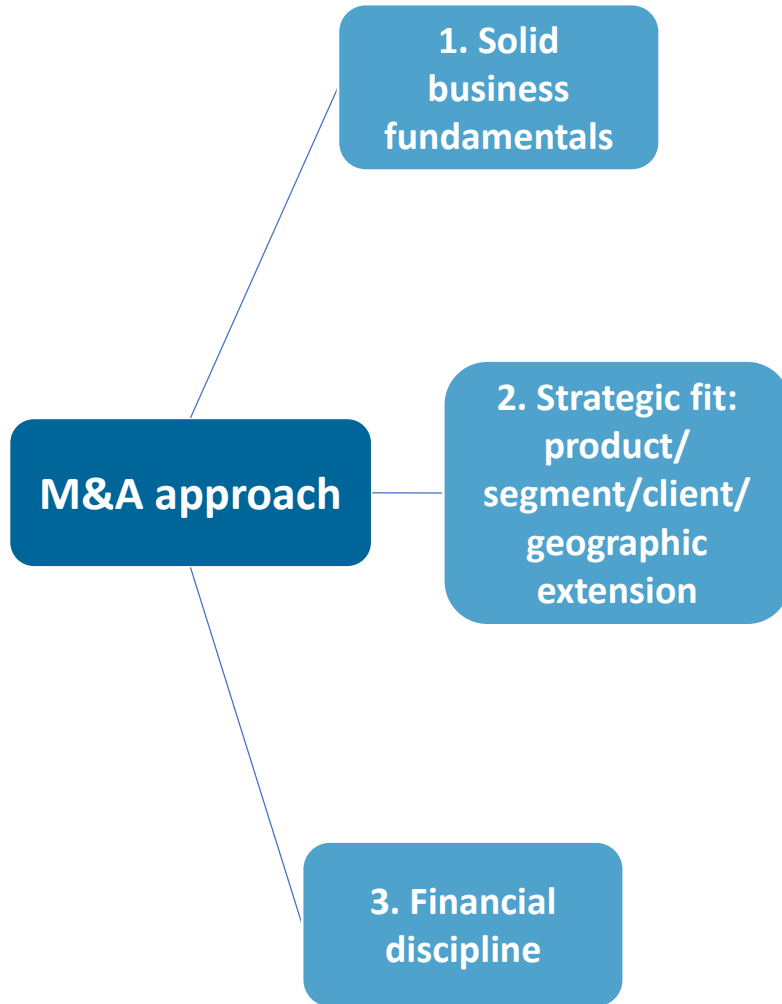 1. Solid
business
fundamentals
2. Strategic fit:
product/
segment/client/
geographic
extension
M&A approach
3. Financial
discipline